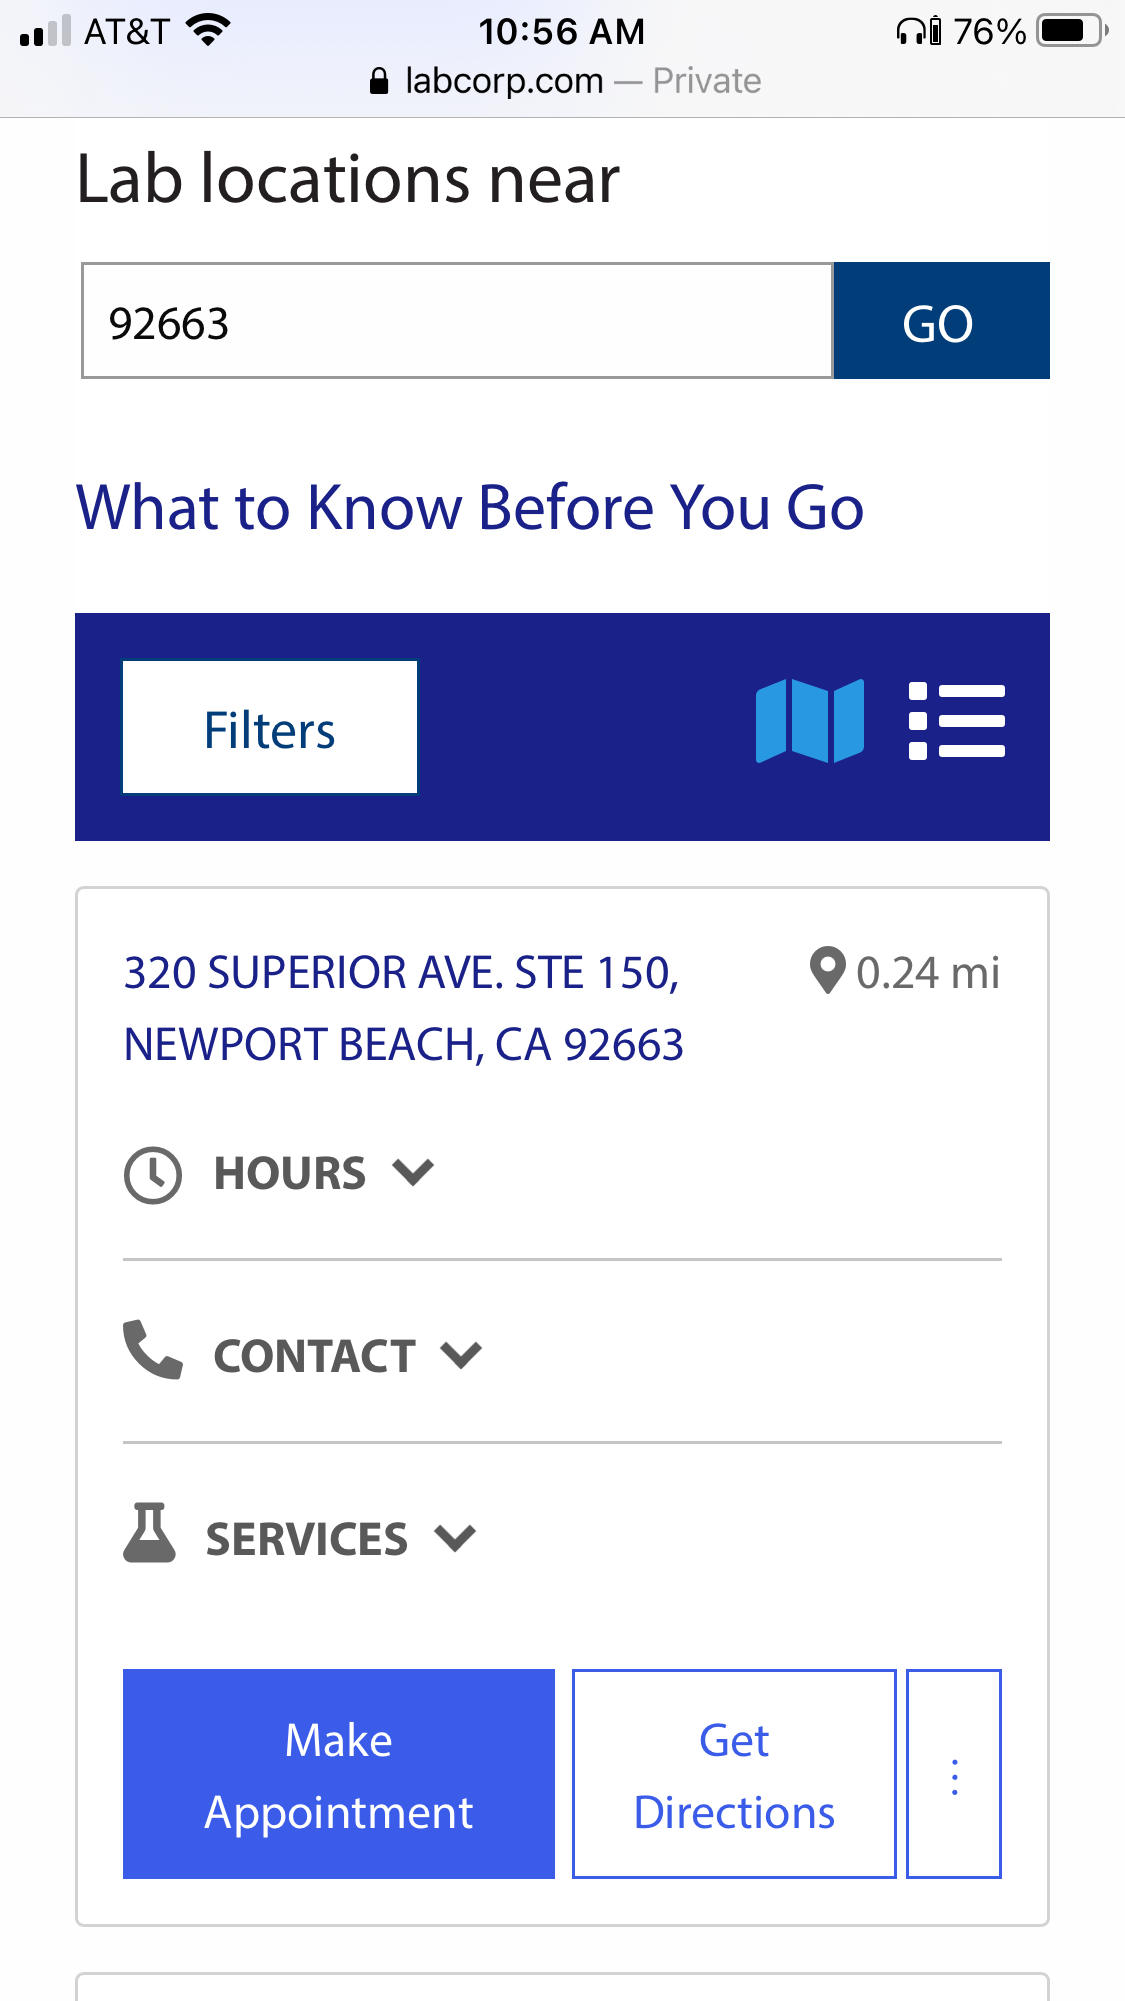 AT&T 10:56 AM 76%
labcorp.com — Private
Lab locations near
92663 GO
What to Know Before You Go
Filters
320 SUPERIOR AVE. STE 150, 0.24 mi
NEWPORT BEACH, CA 92663
HOURS
CONTACT
SERVICES
Make
Appointment
Get
Directions